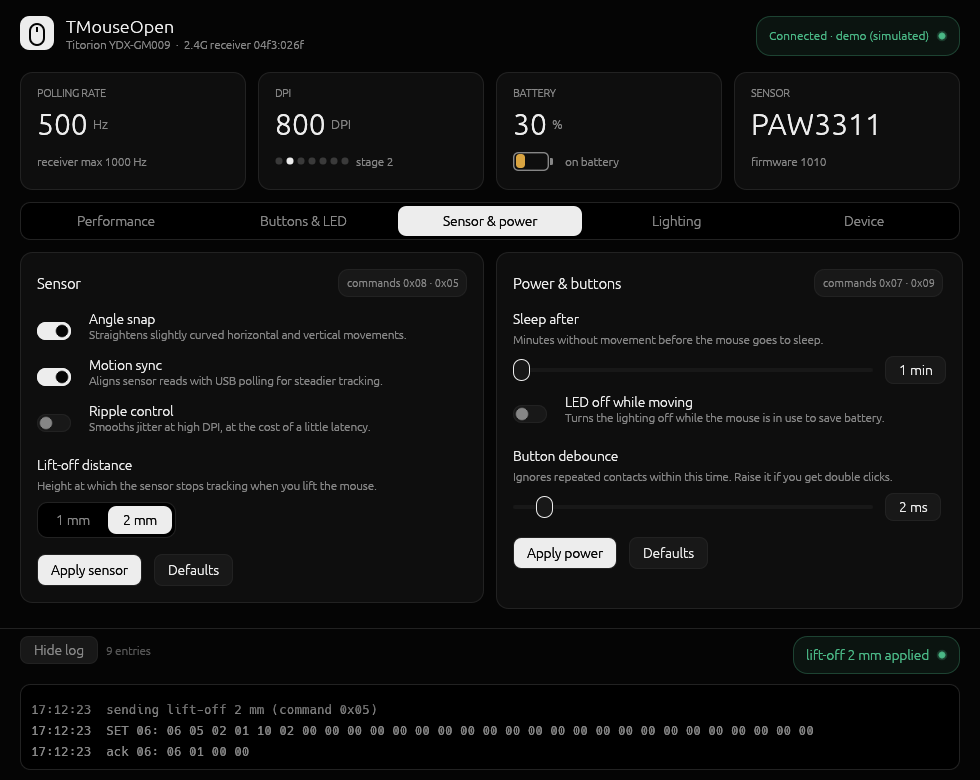 TMouseOpen
Titorion YDX-GM009 · 2.4G receiver 04f3:026f
Connected · demo (simulated)
POLLING RATE
500 Hz
receiver max 1000 Hz
DPI
800 DPI
stage 2
BATTERY
30 %
on battery
SENSOR
PAW3311
firmware 1010
Performance
Buttons & LED
Sensor & power
Lighting
Device
Sensor
commands 0x08 · 0x05
Angle snap
Straightens slightly curved horizontal and vertical movements.
Motion sync
Aligns sensor reads with USB polling for steadier tracking.
Ripple control
Smooths jitter at high DPI, at the cost of a little latency.
Lift-off distance
Height at which the sensor stops tracking when you lift the mouse.
1 mm
2 mm
Apply sensor
Defaults
Power & buttons
commands 0x07 · 0x09
Sleep after
Minutes without movement before the mouse goes to sleep.
1 min
LED off while moving
Turns the lighting off while the mouse is in use to save battery.
Button debounce
Ignores repeated contacts within this time. Raise it if you get double clicks.
2 ms
Apply power
Defaults
Hide log
9 entries
lift-off 2 mm applied
17:12:23 sending lift-off 2 mm (command 0x05)
17:12:23 SET 06: 06 05 02 01 10 02 00 00 00 00 00 00 00 00 00 00 00 00 00 00 00 00 00 00 00 00 00 00 00
17:12:23 ack 06: 06 01 00 00